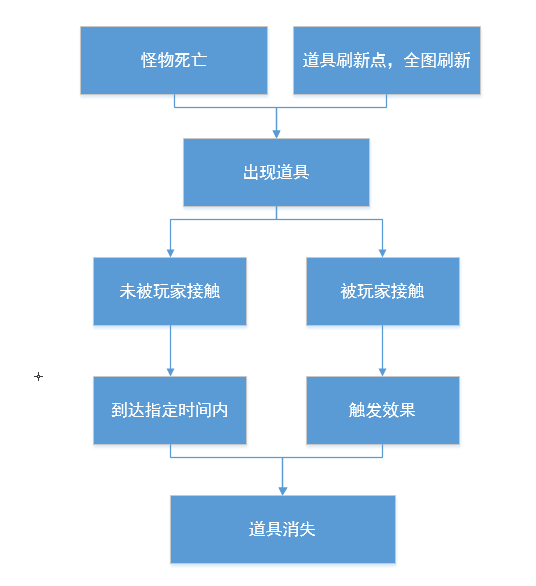 怪物死亡
道具刷新点，全图刷新
出现道具
未被玩家接触
被玩家接触
到达指定时间内
触发效果
道具消失